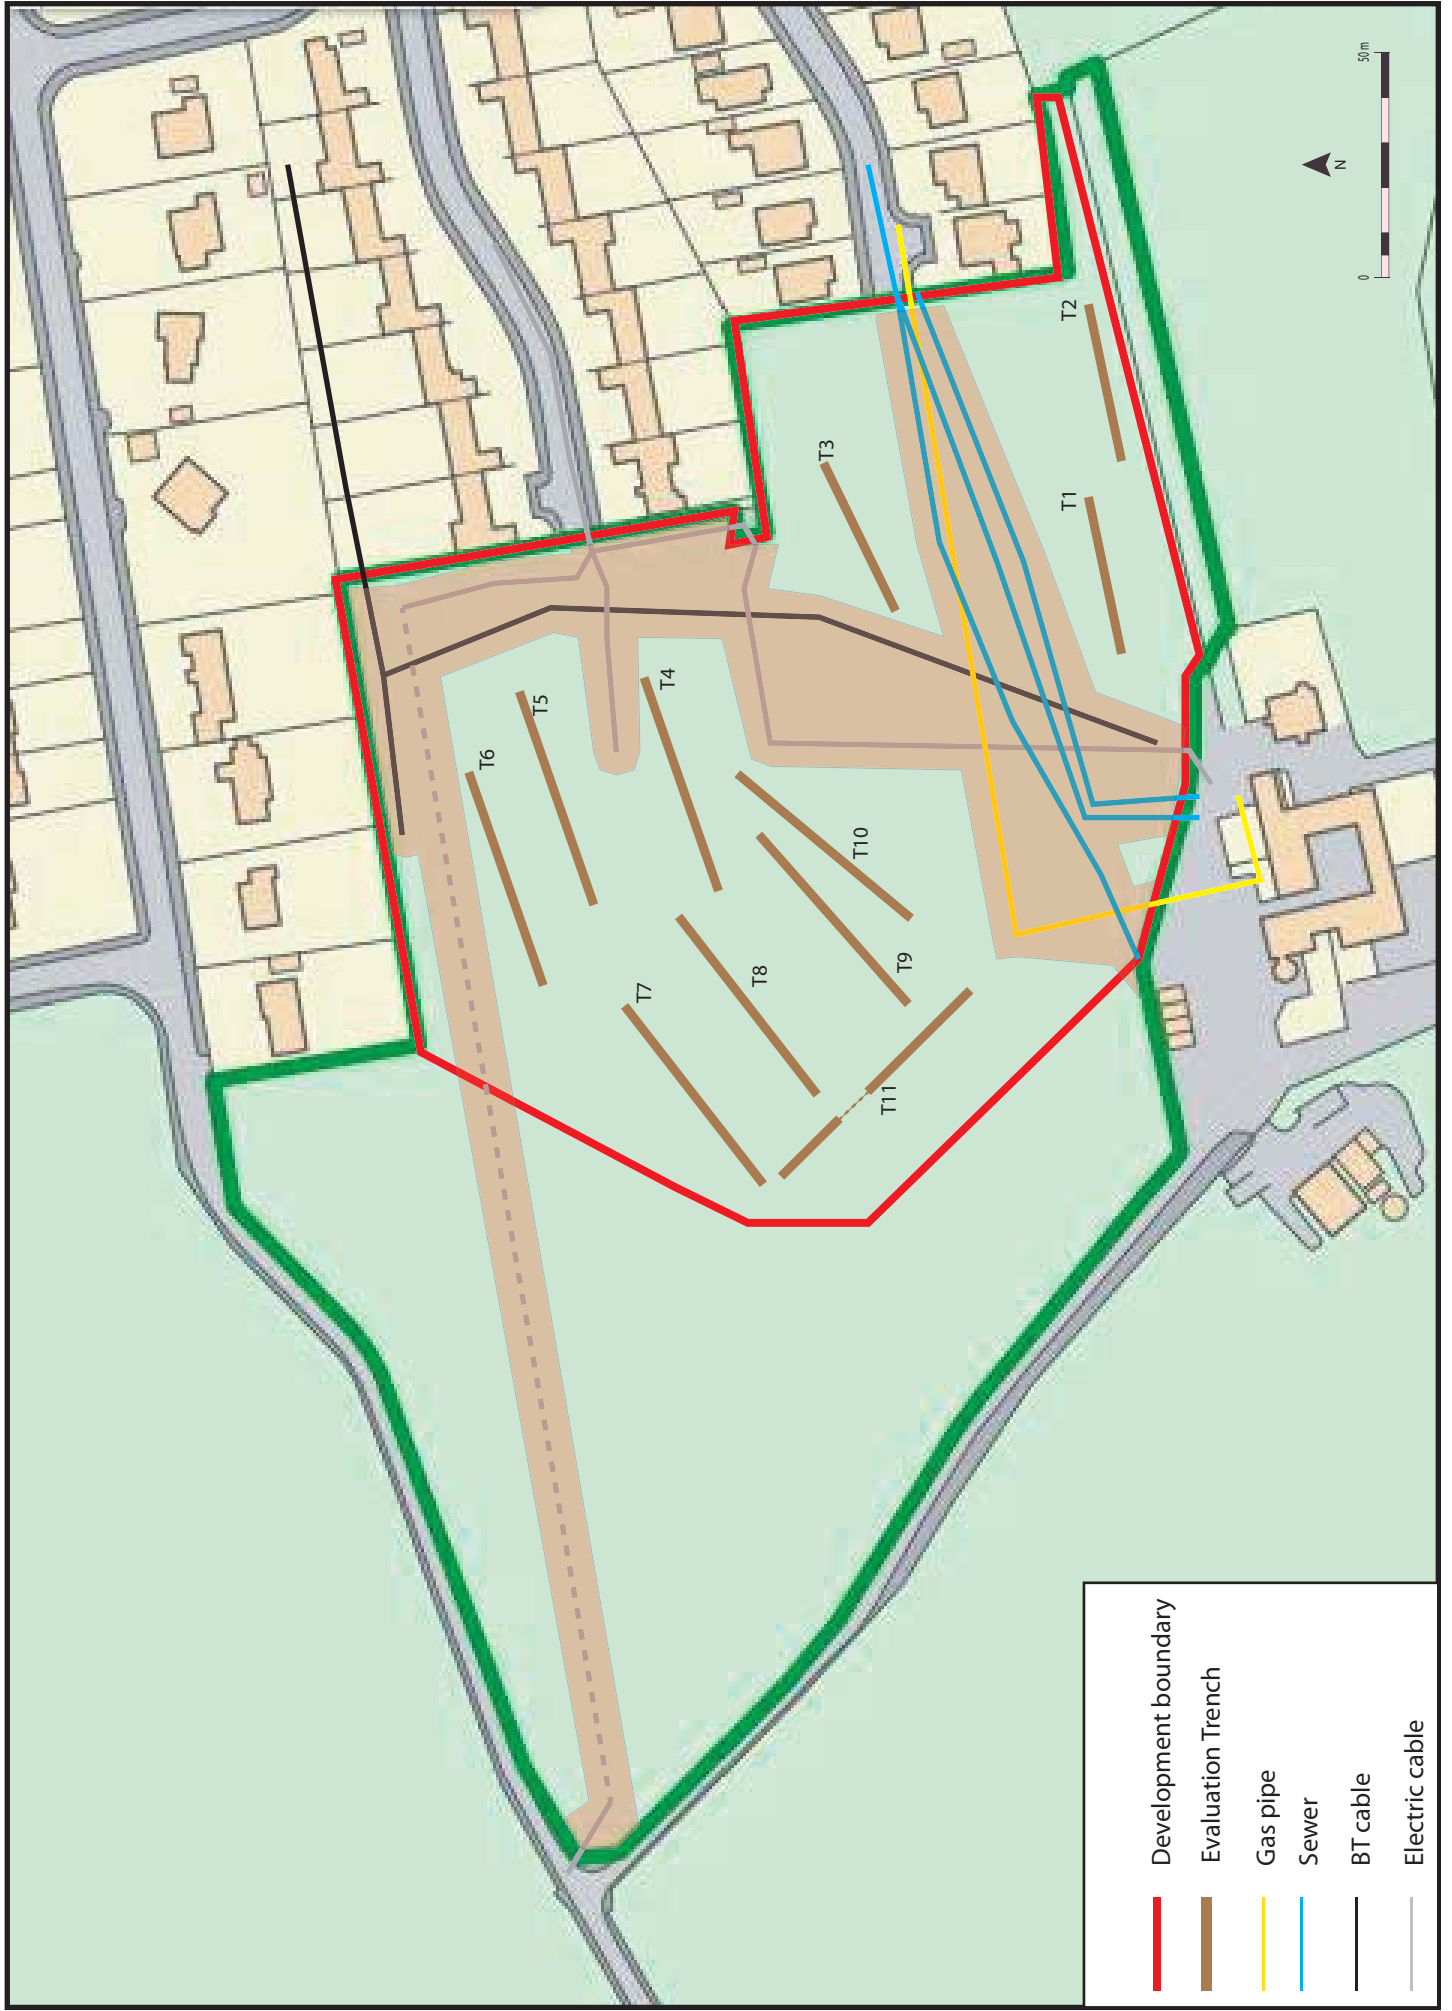 T1
T2
T3
T4
T5
T6
T7
T8
T9
T10
T11
N
0
50 m
Development boundary
Evaluation Trench
Gas pipe
Sewer
BT cable
Electric cable